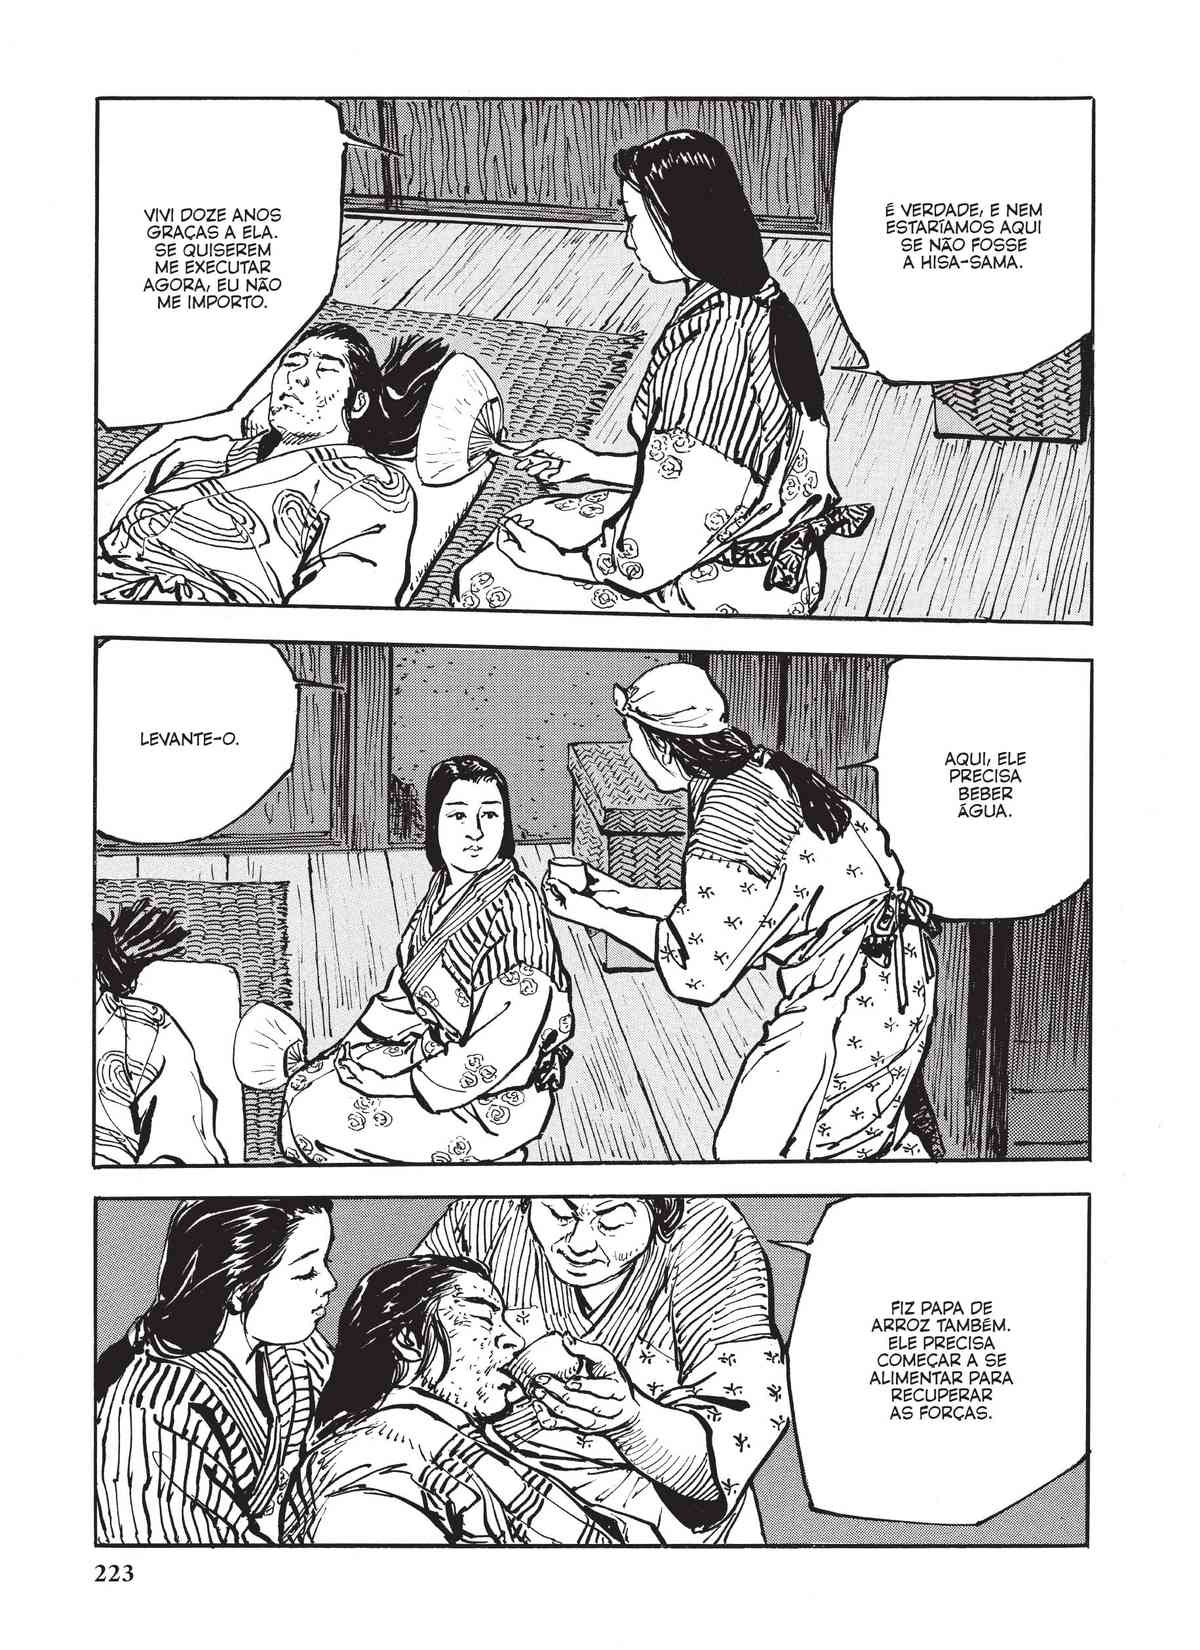 É VERDADE, E NEM
ESTARÍAMOS AQUI
SE NÃO FOSSE
A HISA-SAMA.
VIVI DOZE ANOS
GRAÇAS A ELA.
SE QUISEREM
ME EXECUTAR
AGORA, EU NÃO
ME IMPORTO.
AQUI, ELE
PRECISA
BEBER
ÁGUA.
LEVANTE-O.
FIZ PAPA DE
ARROZ TAMBÉM.
ELE PRECISA
COMEÇAR A SE
ALIMENTAR PARA
RECUPERAR
AS FORÇAS.
223